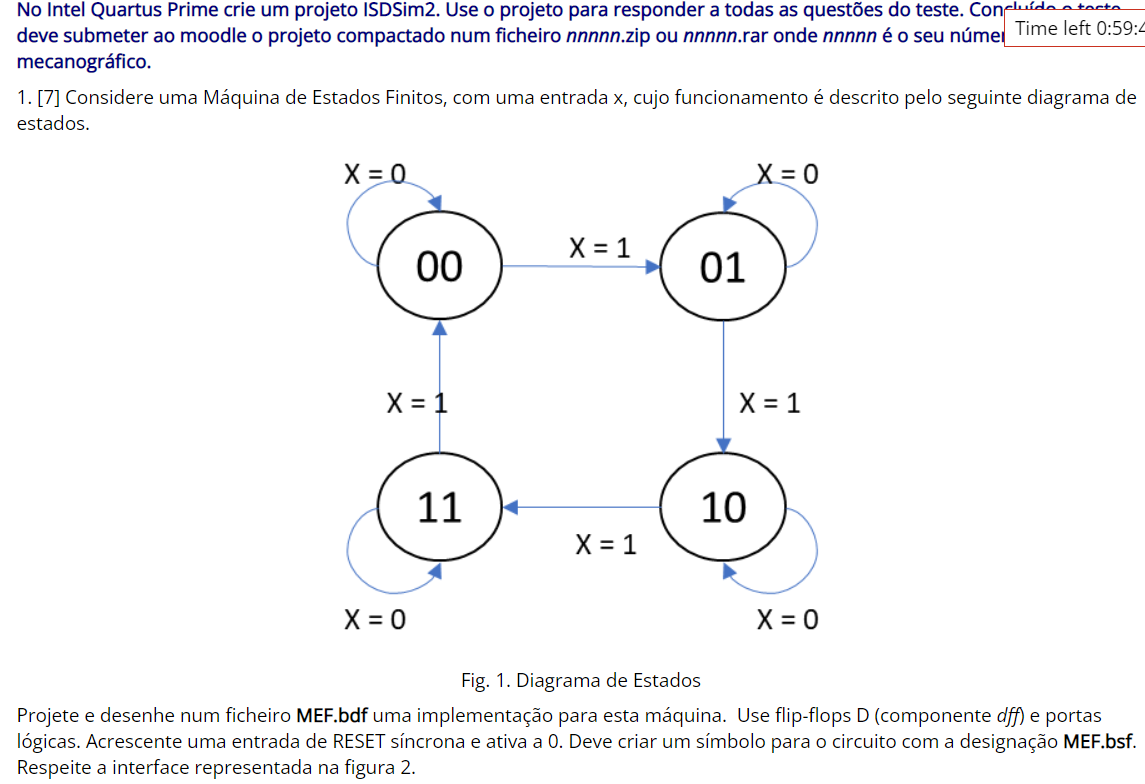 No Intel Quartus Prime crie um projeto ISDSim2. Use o projeto para responder a todas as questões do teste.
deve submeter ao moodle o projeto compactado num ficheiro nnnnn.zip ou nnnnn.rar onde nnnnn é o seu
Time left 0:59:4
mecanográfico.
1. [7] Considere uma Máquina de Estados Finitos, com uma entrada x, cujo funcionamento é descrito pelo seguinte diagrama de
estados.
X = 0
X = 0
00
X = 1
01
X = 1
X = 1
11
10
X = 1
X = 0
X = 0
Fig. 1. Diagrama de Estados
Projete e desenhe num ficheiro MEF.bdf uma implementação para esta máquina. Use flip-flops D (componente dff) e portas
lógicas. Acrescente uma entrada de RESET síncrona e ativa a 0. Deve criar um símbolo para o circuito com a designação MEF.bsf.
Respeite a interface representada na figura 2.